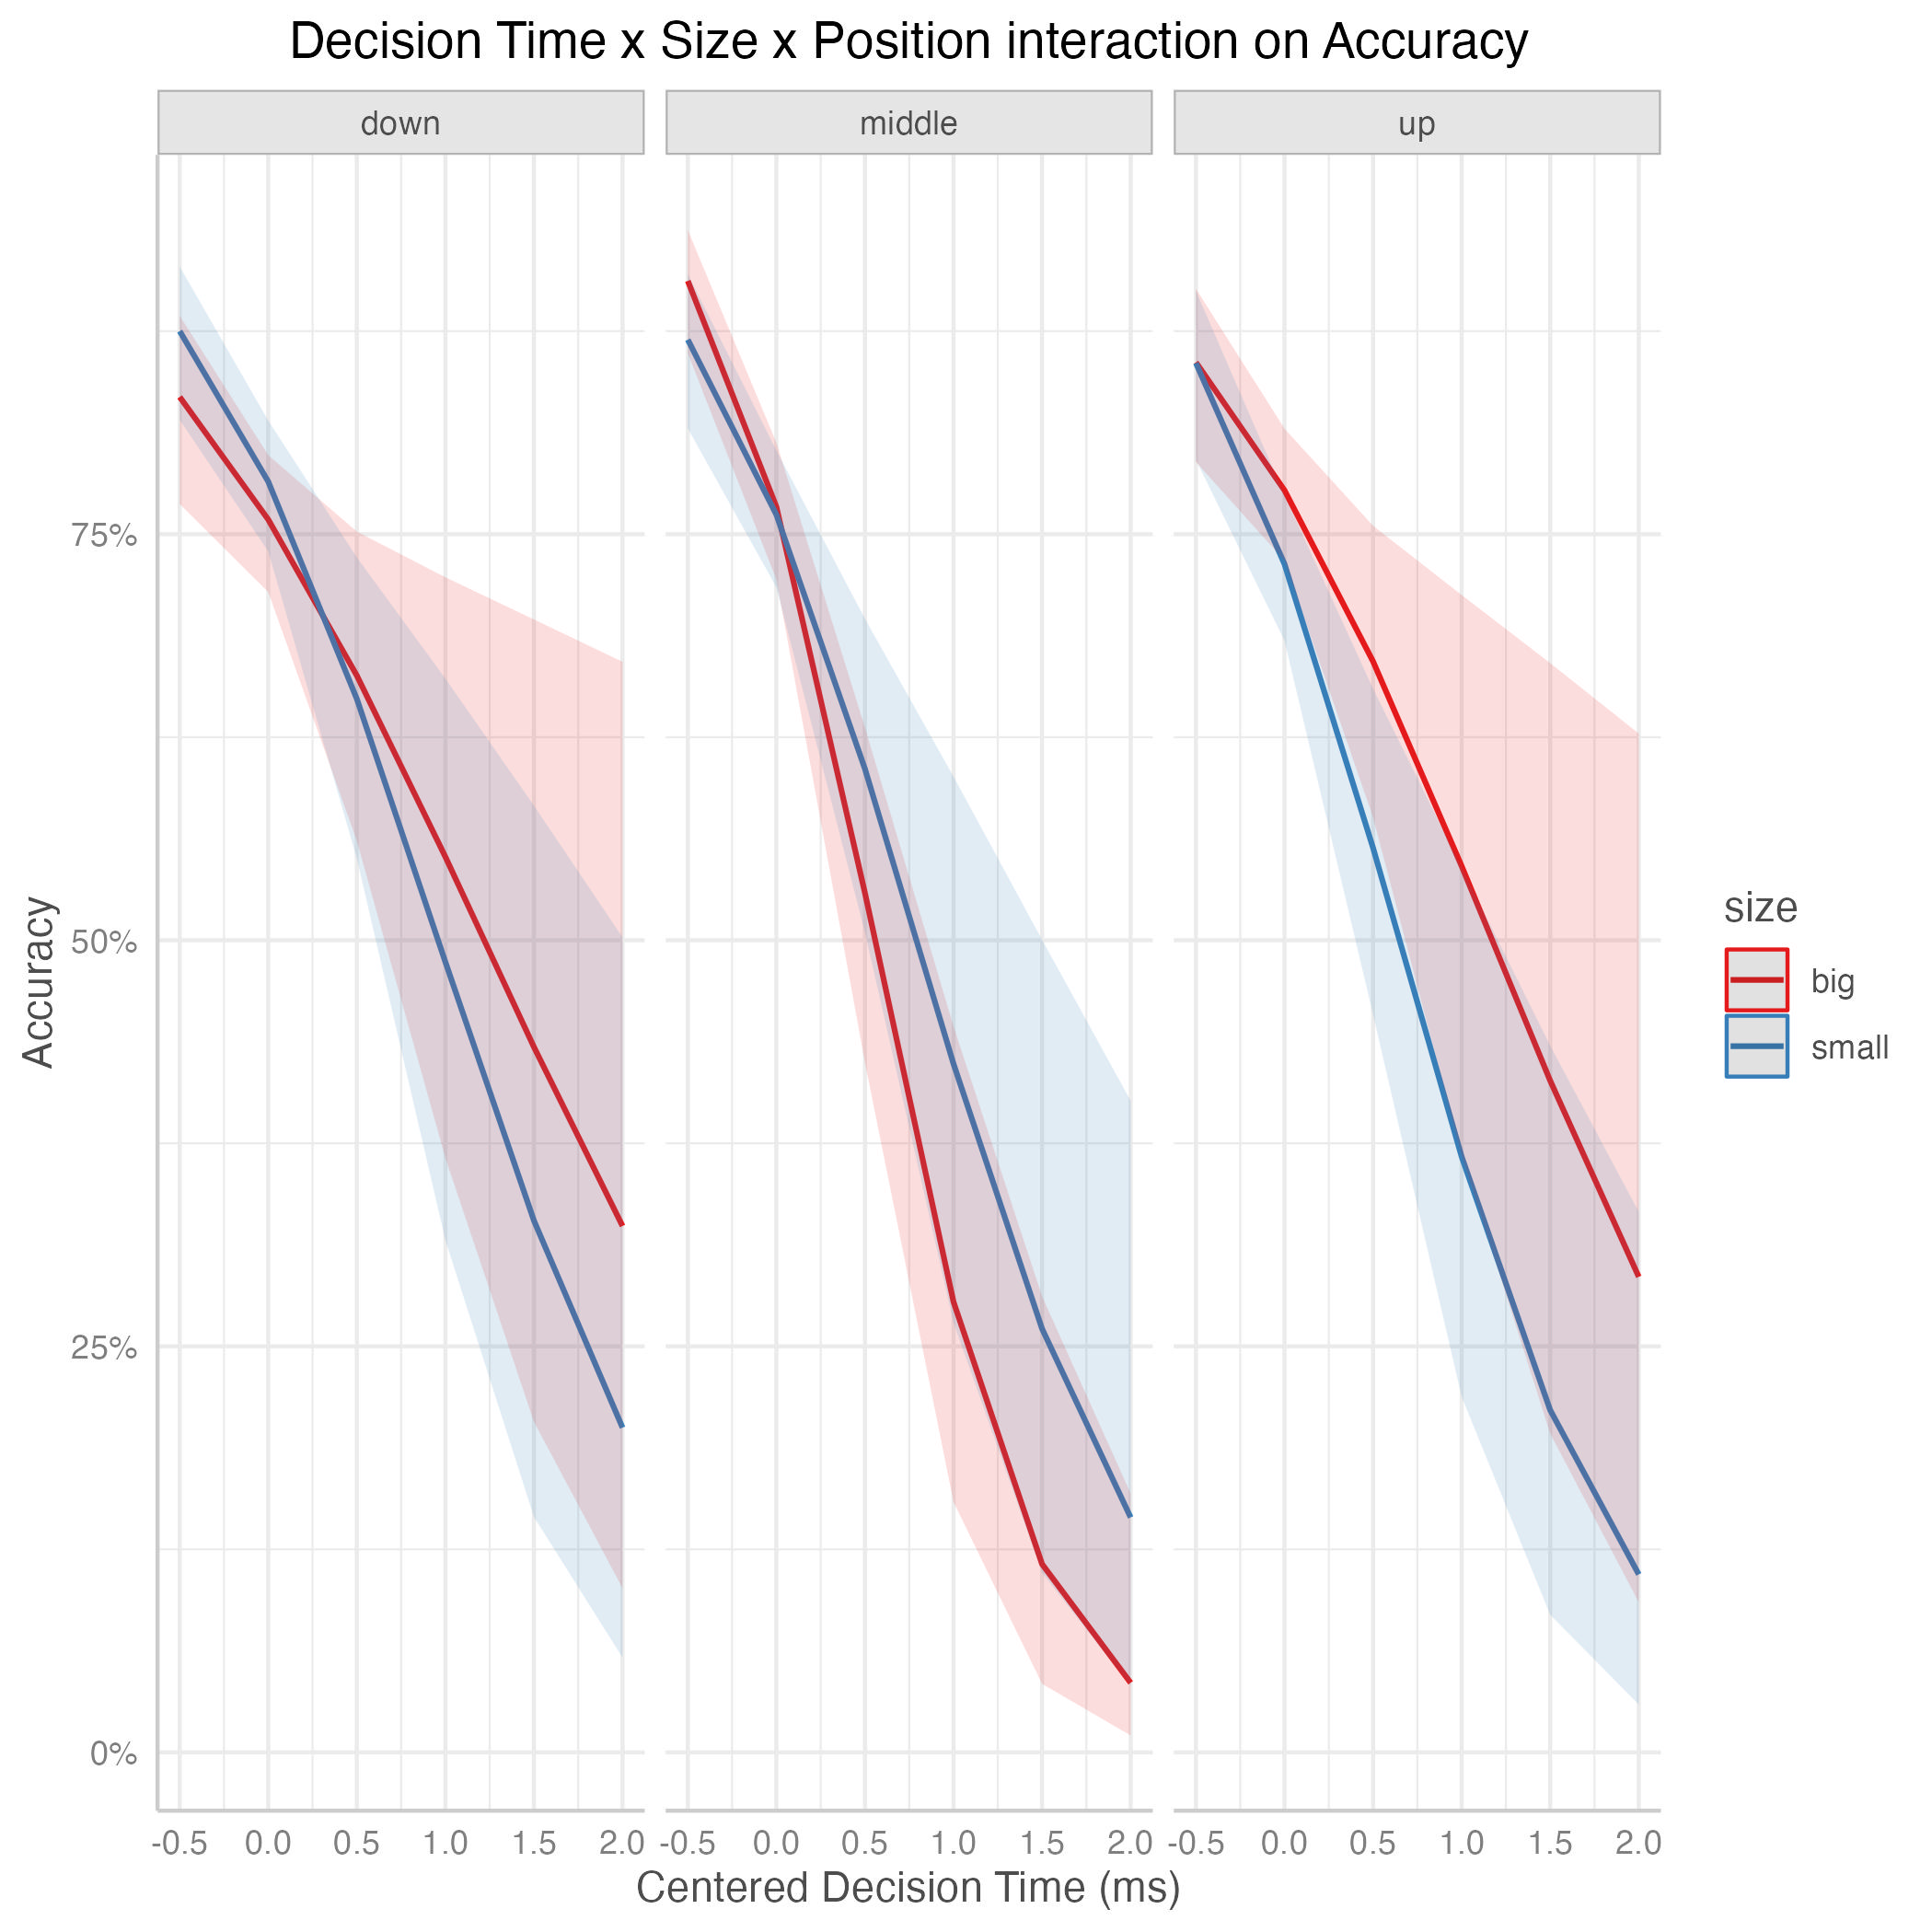 Decision Time x Size x Position interaction on Accuracy
down middle up
75%
50%
25%
0%
Accuracy
size
big
small
-0.5 0.0 0.5 1.0 1.5 2.0 -0.5 0.0 0.5 1.0 1.5 2.0 -0.5 0.0 0.5 1.0 1.5 2.0
Centered Decision Time (ms)